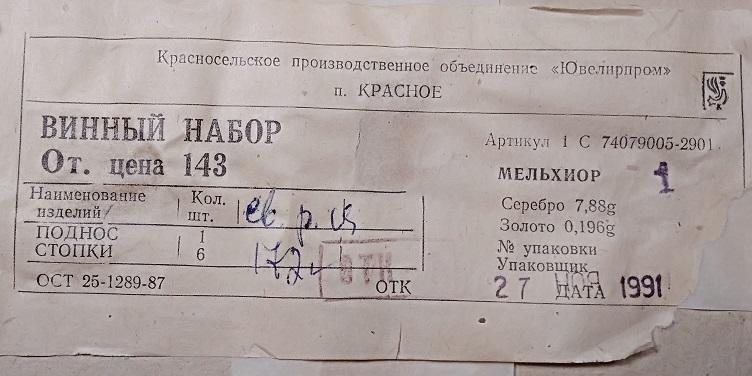 Красносельское производственное объединение «Ювелирпром»
п. КРАСНОЕ
ВИННЫЙ НАБОР
От. цена 143
Артикул 1 С 74079005-2901
МЕЛЬХИОР 1
Серебро 7,88g
Золото 0,196g
№ упаковки
Упаковщик
27 НОЯ 1991
ДАТА
Наименование изделий/
Кол. шт.
ПОДНОС 1
СТОПКИ 6
ОТК
ОСТ 25-1289-87
ОТК